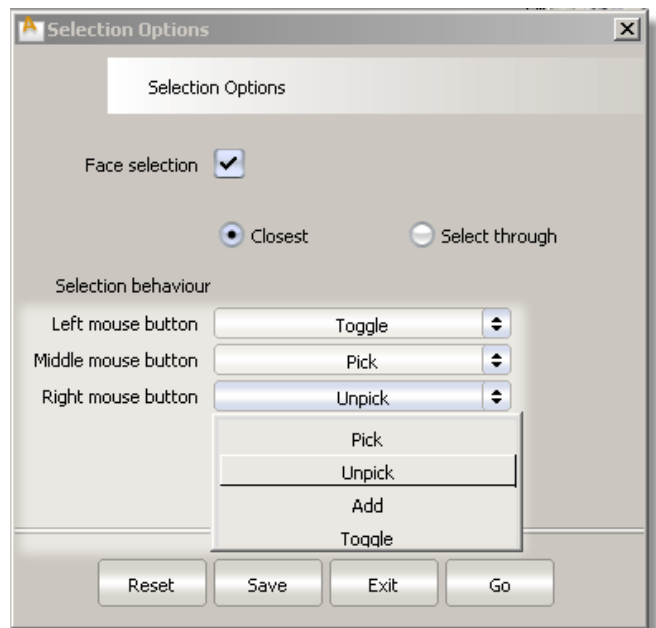 Selection Options
Selection Options
Face selection
Closest Select through
Selection behaviour
Left mouse button Toggle
Middle mouse button Pick
Right mouse button Unpick
Pick
Unpick
Add
Toggle
Reset Save Exit Go